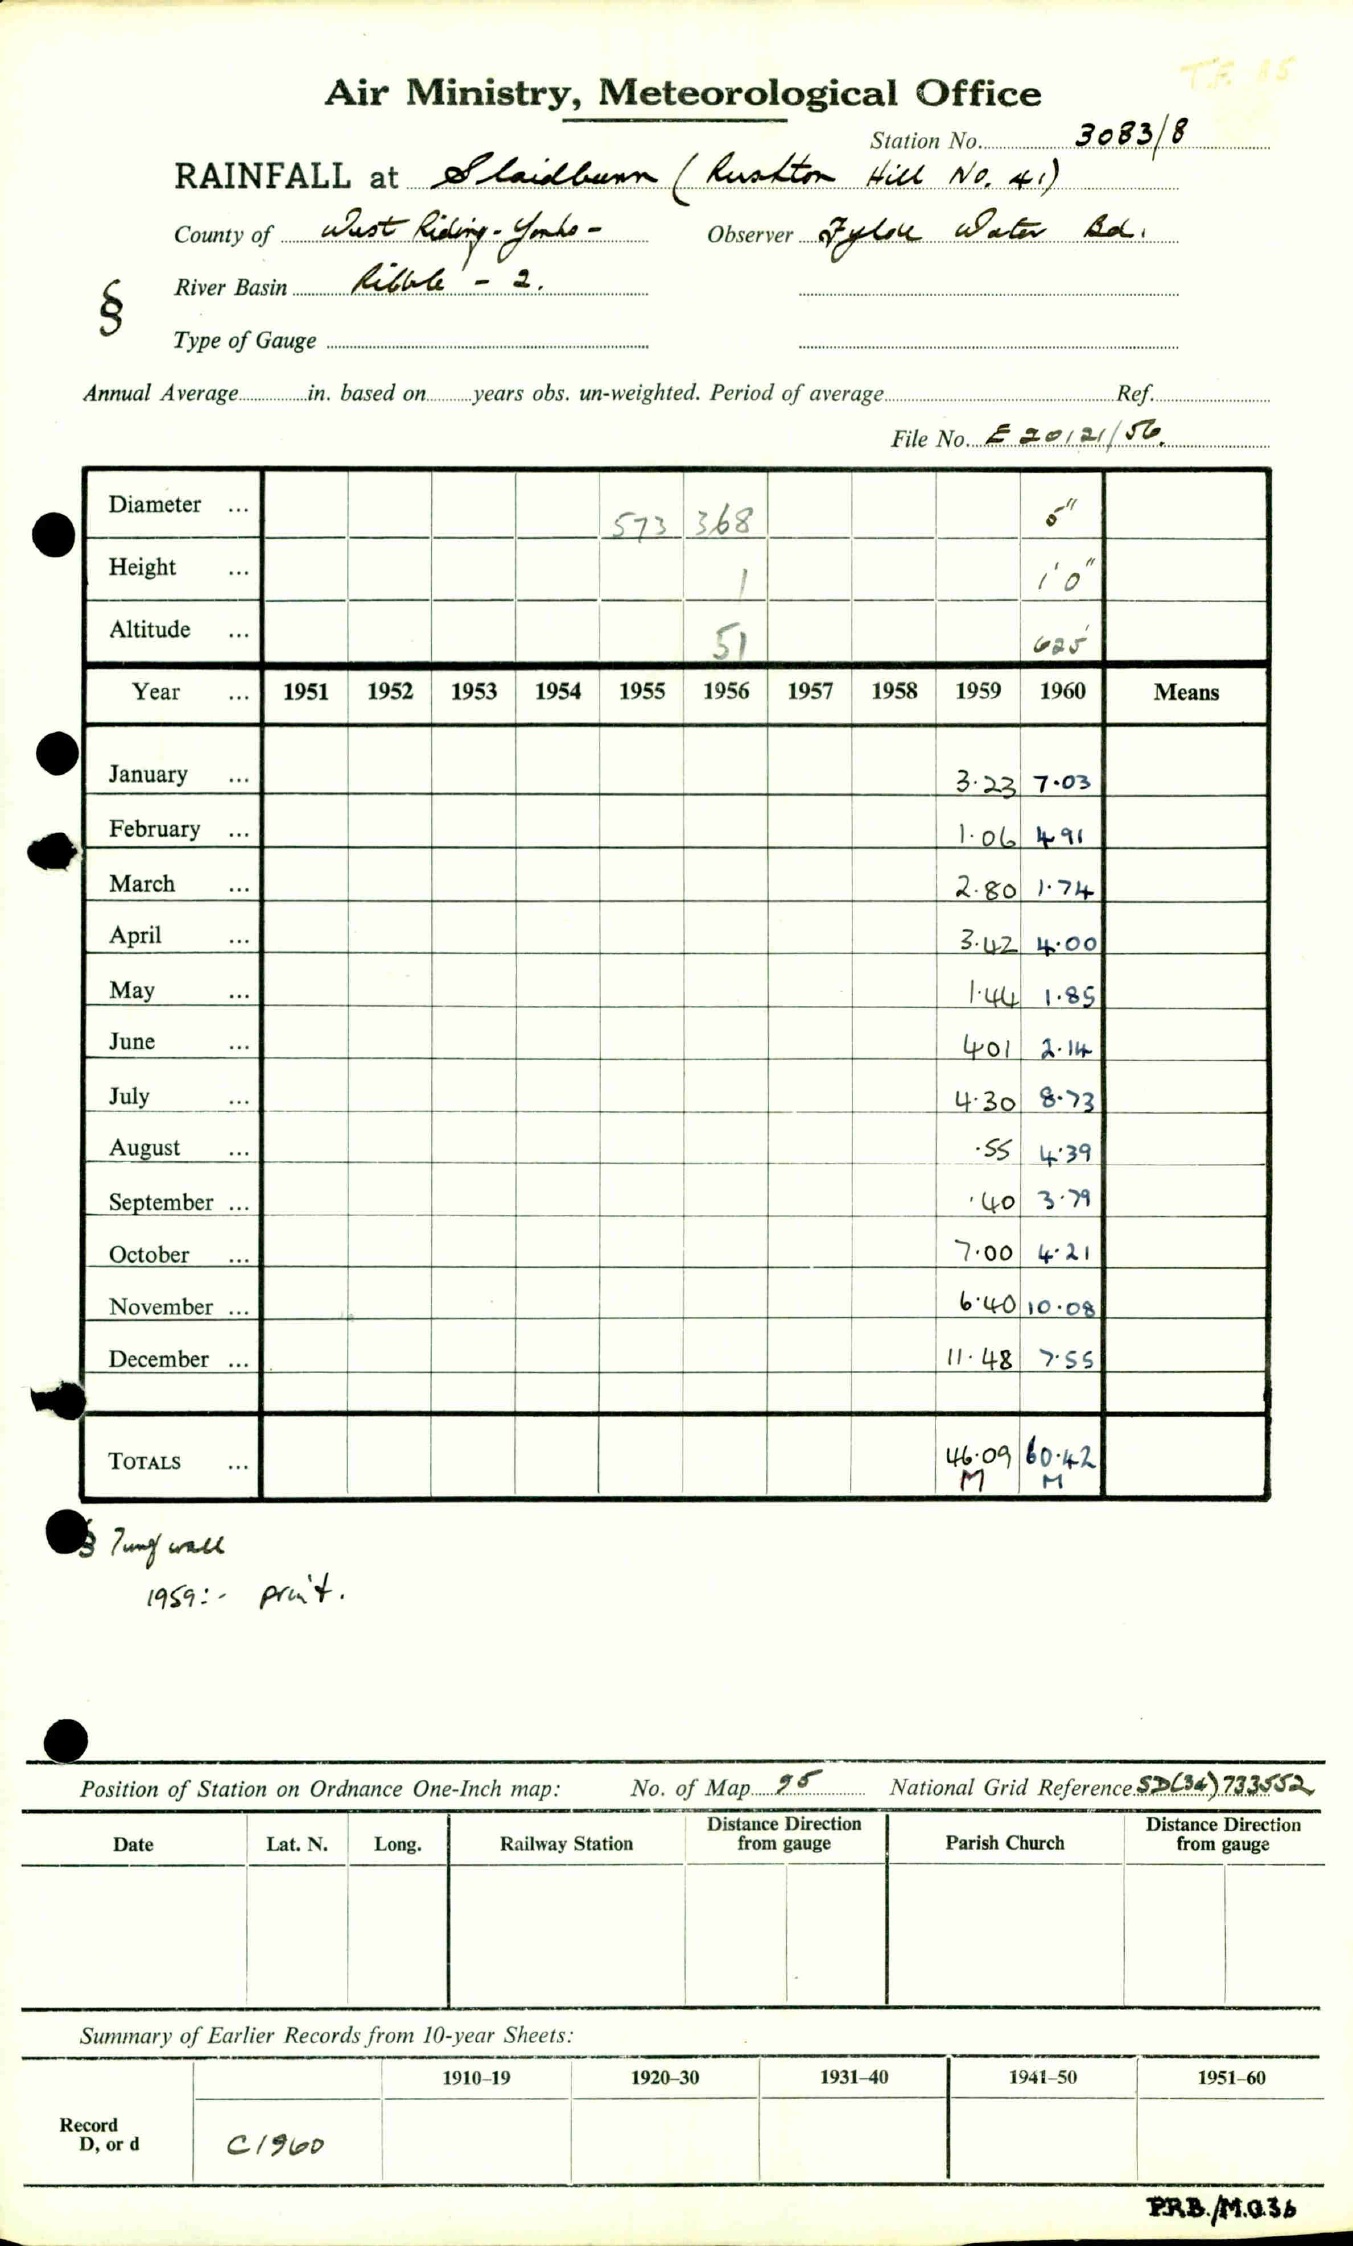 T.F. 85
Air Ministry, Meteorological Office
Station No. 3083/8
RAINFALL at Slaidburn (Rushton Hill No. 41)
County of West Riding - Yorks - Observer Fylde Water Bd.
§ River Basin Ribble - 2.
Type of Gauge
Annual Average in. based on years obs. un-weighted. Period of average Ref.
File No. E 20121/56.
Diameter ... 573 368 5"
Height ... 1 1'0"
Altitude ... 51 625'
Year ... 1951 1952 1953 1954 1955 1956 1957 1958 1959 1960 Means
January ... 3.23 7.03
February ... 1.06 4.91
March ... 2.80 1.74
April ... 3.42 4.00
May ... 1.44 1.85
June ... 4.01 2.14
July ... 4.30 8.73
August ... .55 4.39
September ... .40 3.79
October ... 7.00 4.21
November ... 6.40 10.08
December ... 11.48 7.55
TOTALS ... 46.09 60.42
M M
§ Turf wall
1959:- print.
Position of Station on Ordnance One-Inch map: No. of Map 95 National Grid Reference SD(34)733552
Date Lat. N. Long. Railway Station Distance Direction from gauge Parish Church Distance Direction from gauge
Summary of Earlier Records from 10-year Sheets:
1910–19 1920–30 1931–40 1941–50 1951–60
Record
D, or d C1960
P.R.B./M.O.36